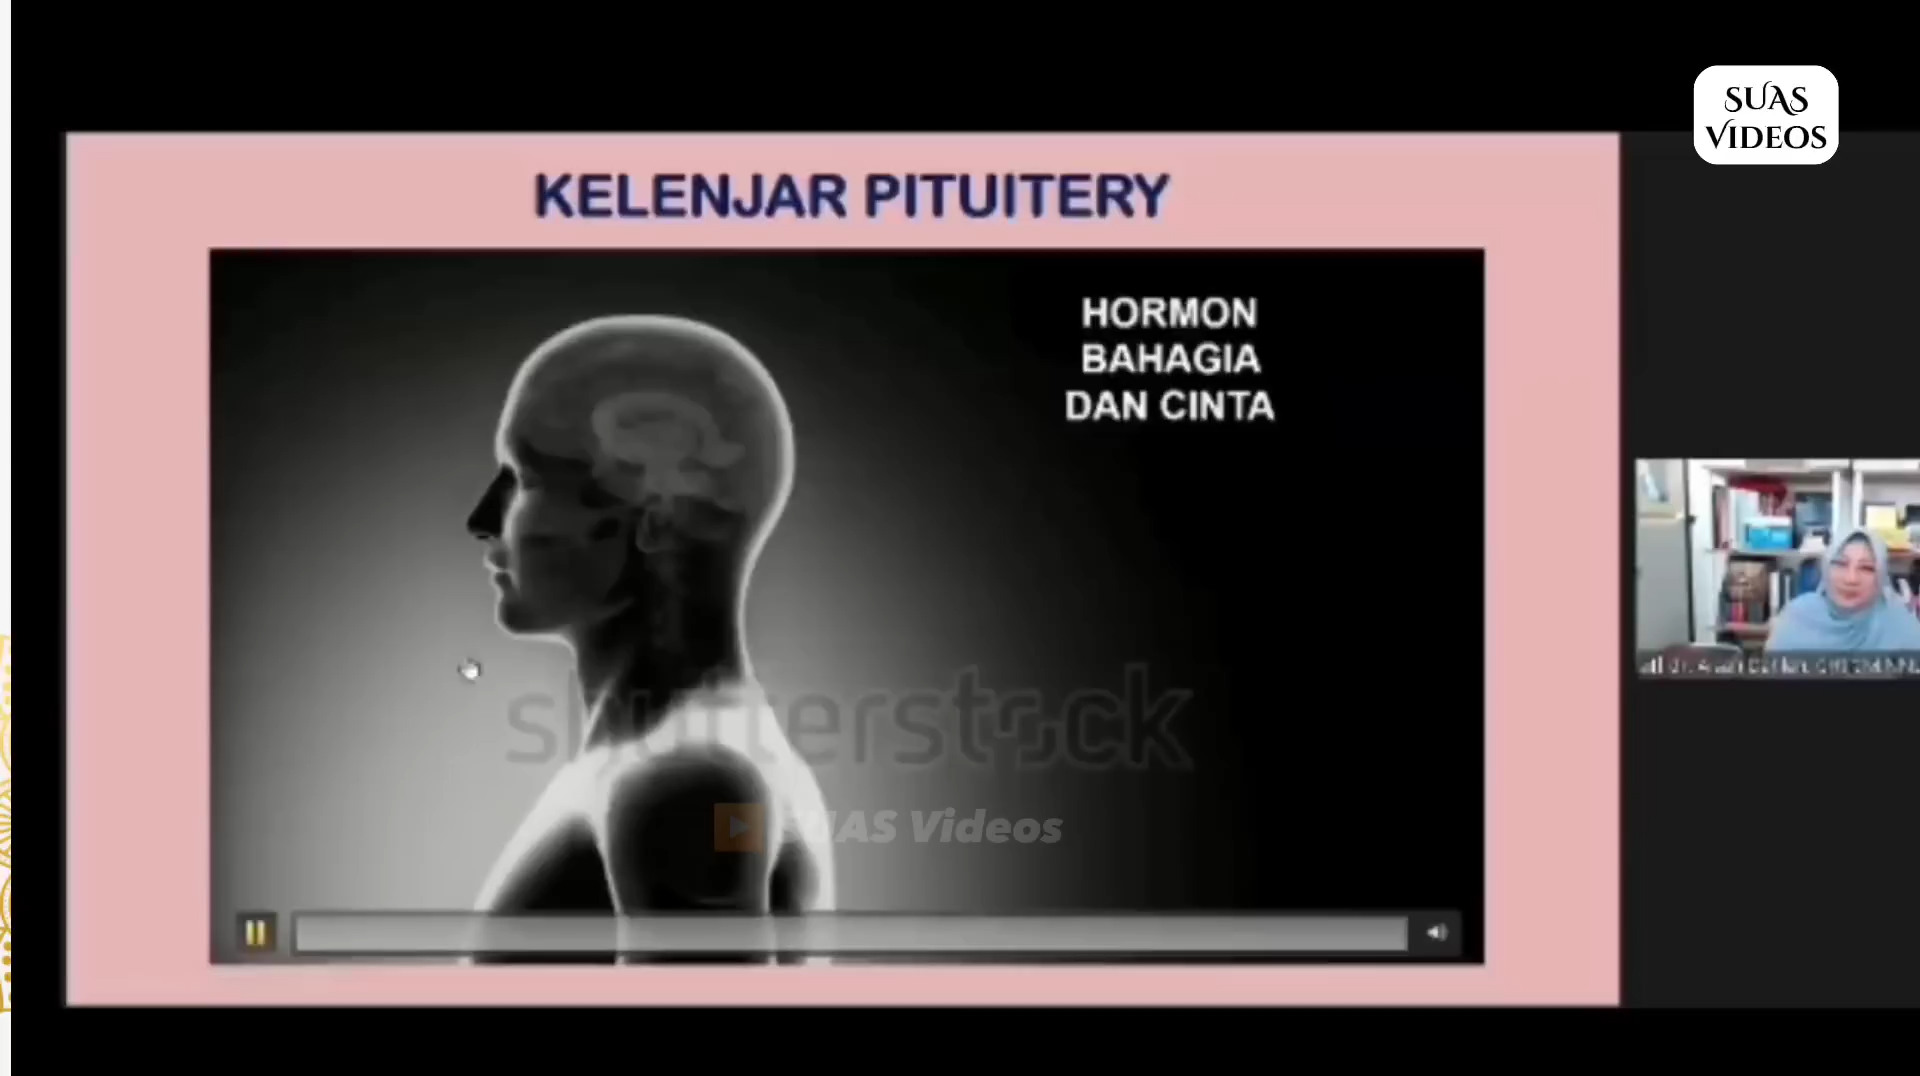 SUAS
VIDEOS
KELENJAR PITUITERY
HORMON
BAHAGIA
DAN CINTA
shutterstock
SUAS Videos